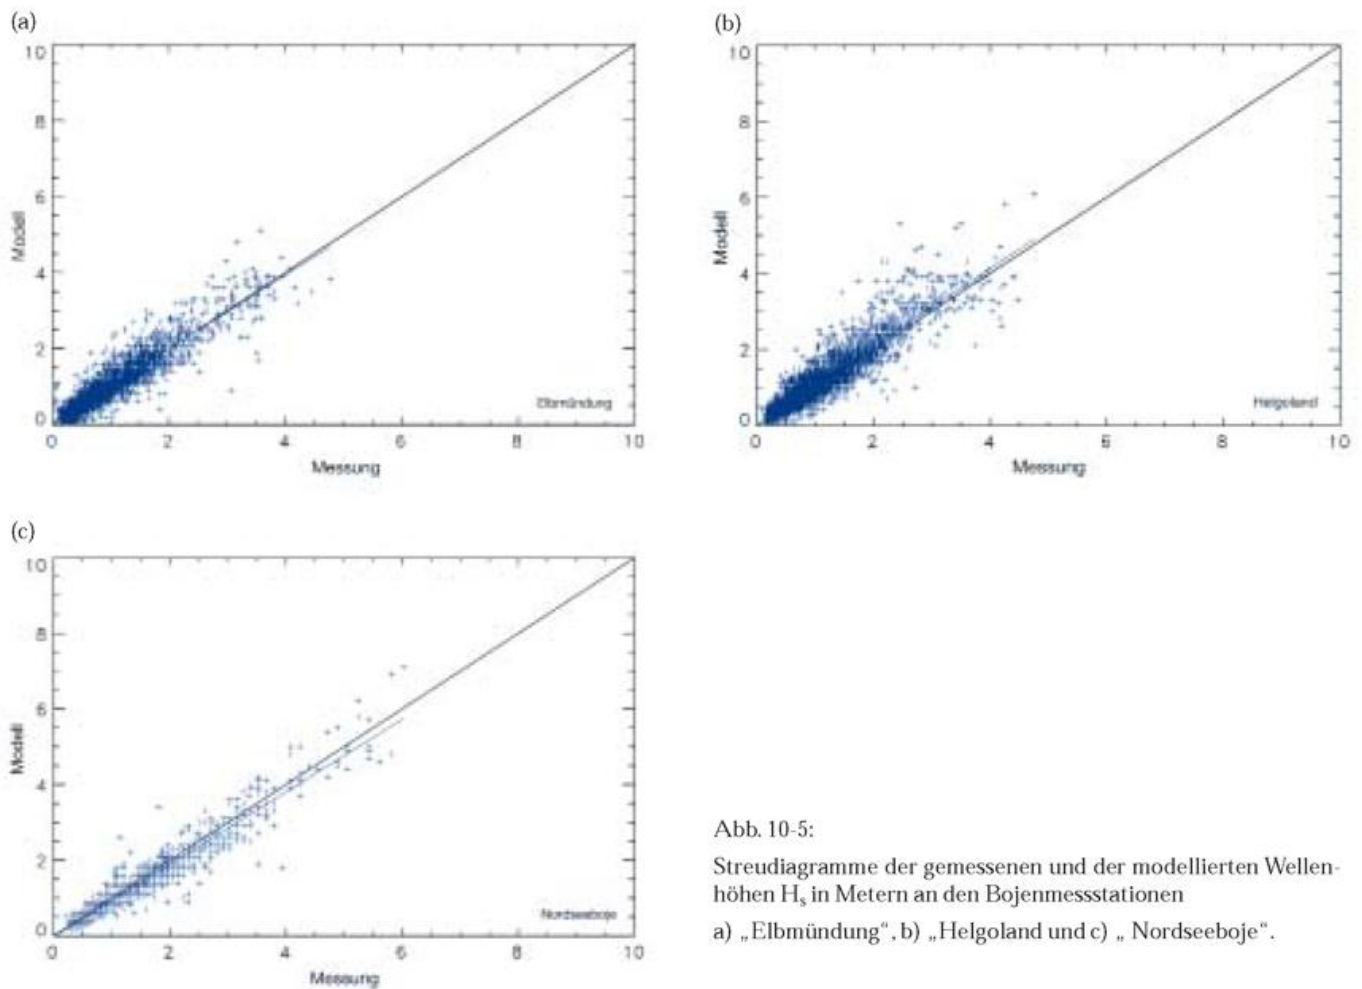 (a)
10
8
6
4
2
0
Modell
0 2 4 6 8 10
Messung
Elbmündung
(b)
10
8
6
4
2
0
Modell
0 2 4 6 8 10
Messung
Helgoland
(c)
10
8
6
4
2
0
Modell
0 2 4 6 8 10
Messung
Nordseeboje
Abb. 10-5:
Streudiagramme der gemessenen und der modellierten Wellen-
höhen Hs in Metern an den Bojenmessstationen
a) „Elbmündung“, b) „Helgoland und c) „ Nordseeboje“.